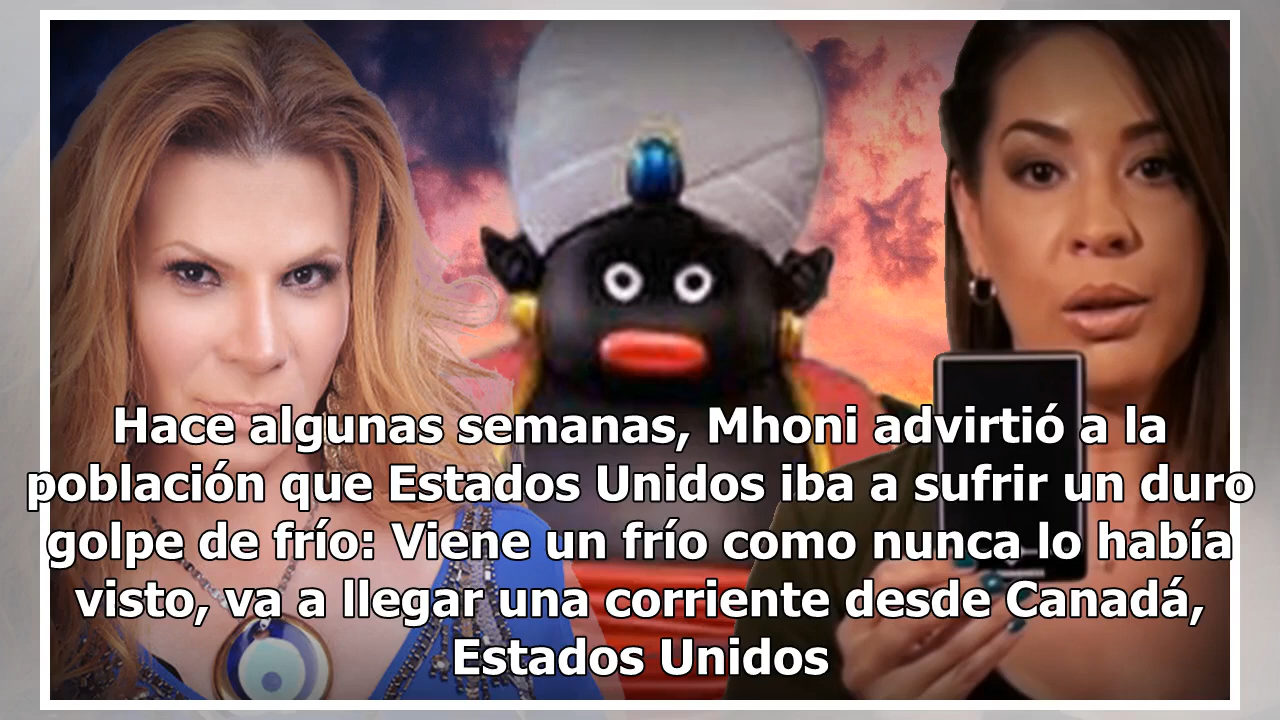 Hace algunas semanas, Mhoni advirtió a la
población que Estados Unidos iba a sufrir un duro
golpe de frío: Viene un frío como nunca lo había
visto, va a llegar una corriente desde Canadá,
Estados Unidos